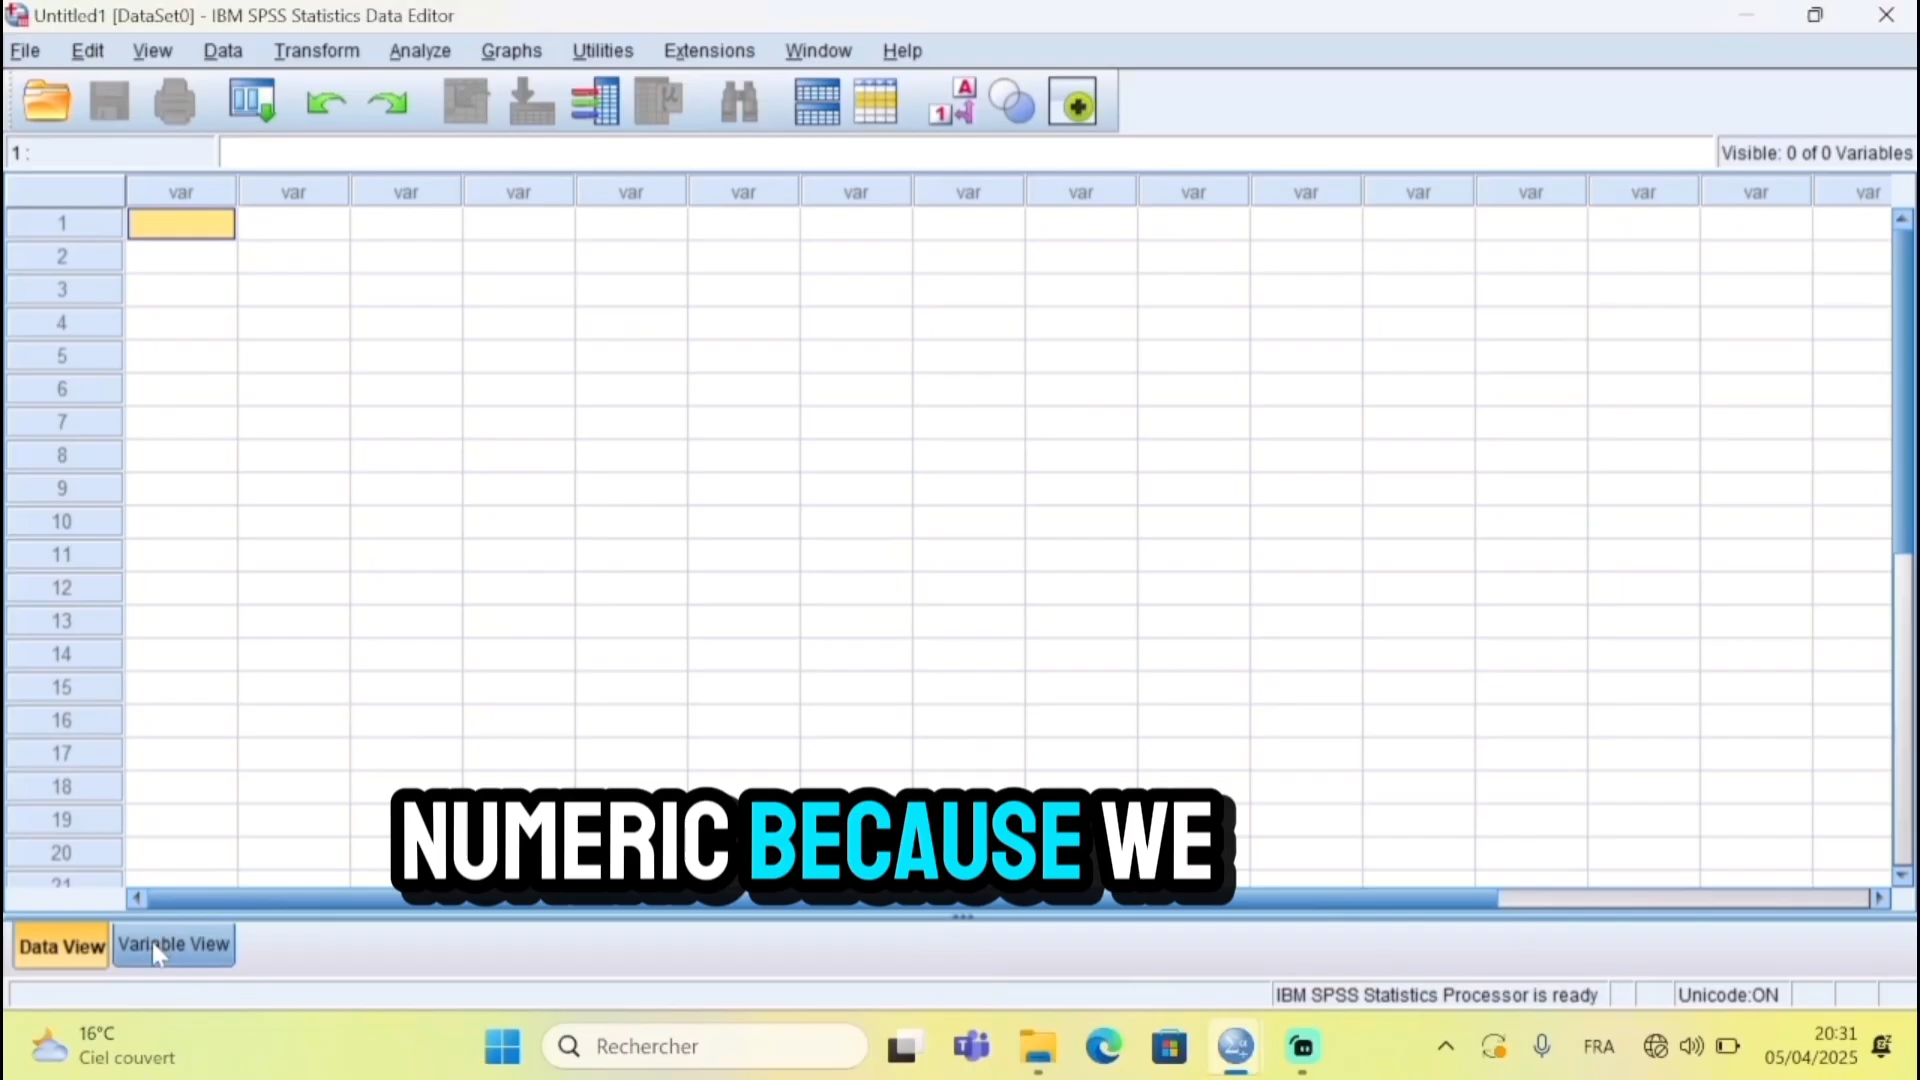 Untitled1 [DataSet0] - IBM SPSS Statistics Data Editor
File Edit View Data Transform Analyze Graphs Utilities Extensions Window Help
1 :
Visible: 0 of 0 Variables
var var var var var var var var var var var var var var var var
1
2
3
4
5
6
7
8
9
10
11
12
13
14
15
16
17
18
19
20
21
NUMERIC BECAUSE WE
Data View Variable View
IBM SPSS Statistics Processor is ready Unicode:ON
16°C
Ciel couvert
Rechercher
FRA
20:31
05/04/2025